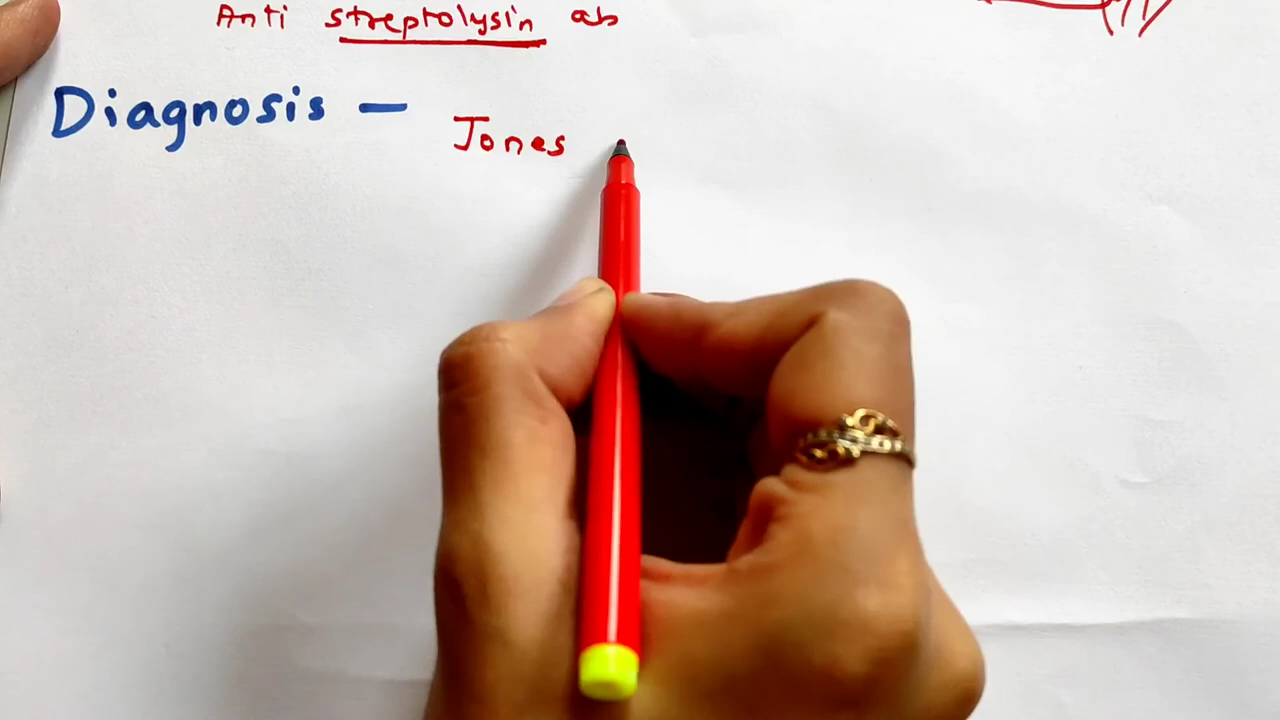 Anti streptolysin ab
Diagnosis -
Jones